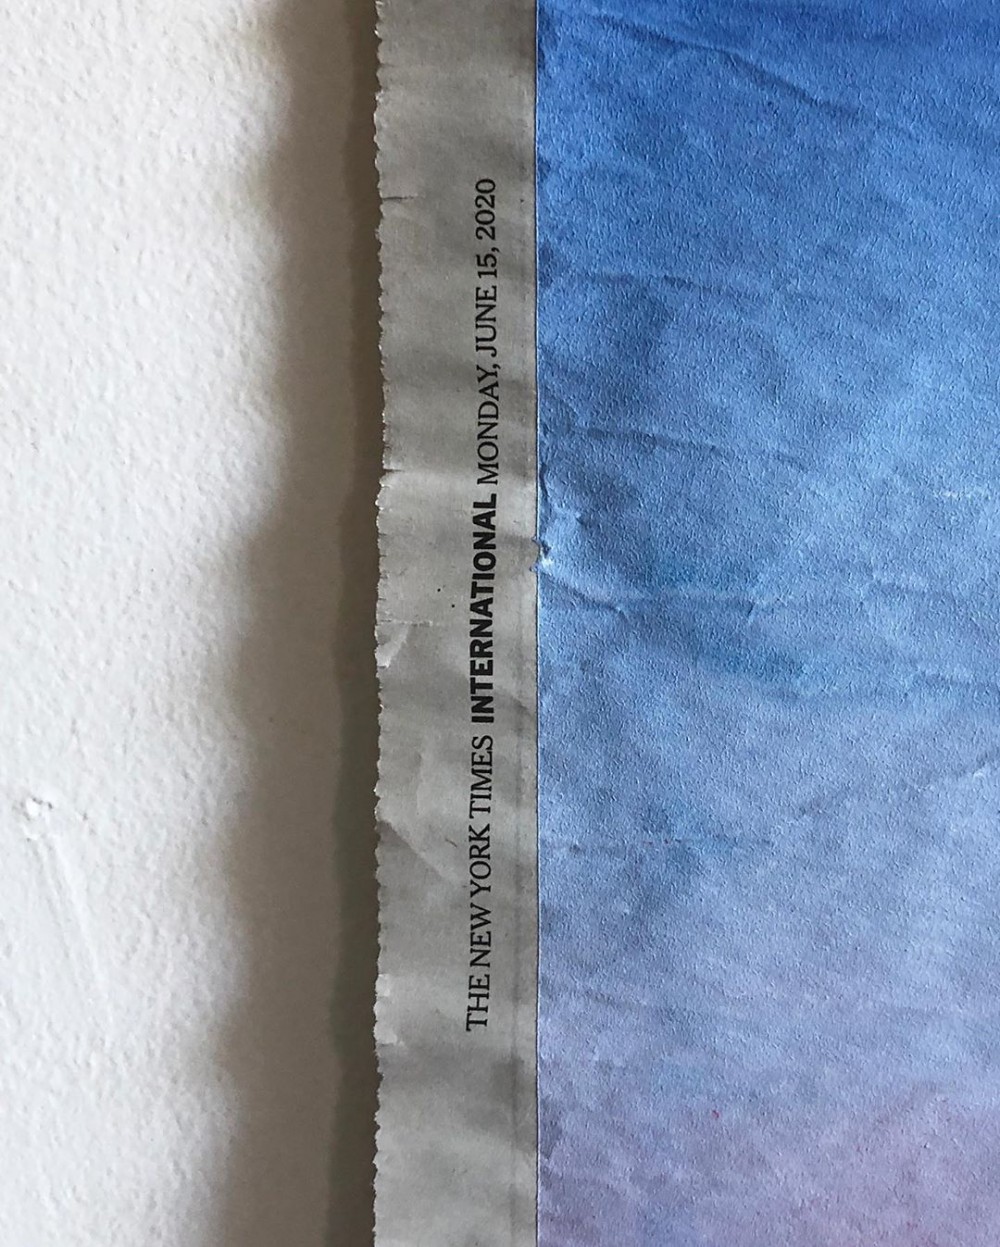 THE NEW YORK TIMES INTERNATIONAL MONDAY, JUNE 15, 2020